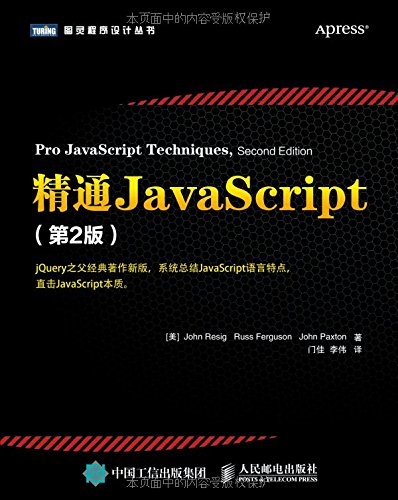 本页面中的内容受版权保护
TURING 图灵程序设计丛书
Apress®
Pro JavaScript Techniques, Second Edition
精通JavaScript
(第2版)
jQuery之父经典著作新版，系统总结JavaScript语言特点，
直击JavaScript本质。
[美] John Resig Russ Ferguson John Paxton 著
门佳 李伟 译
中国工信出版集团
人民邮电出版社
POSTS & TELECOM PRESS
本页面中的内容受版权保护